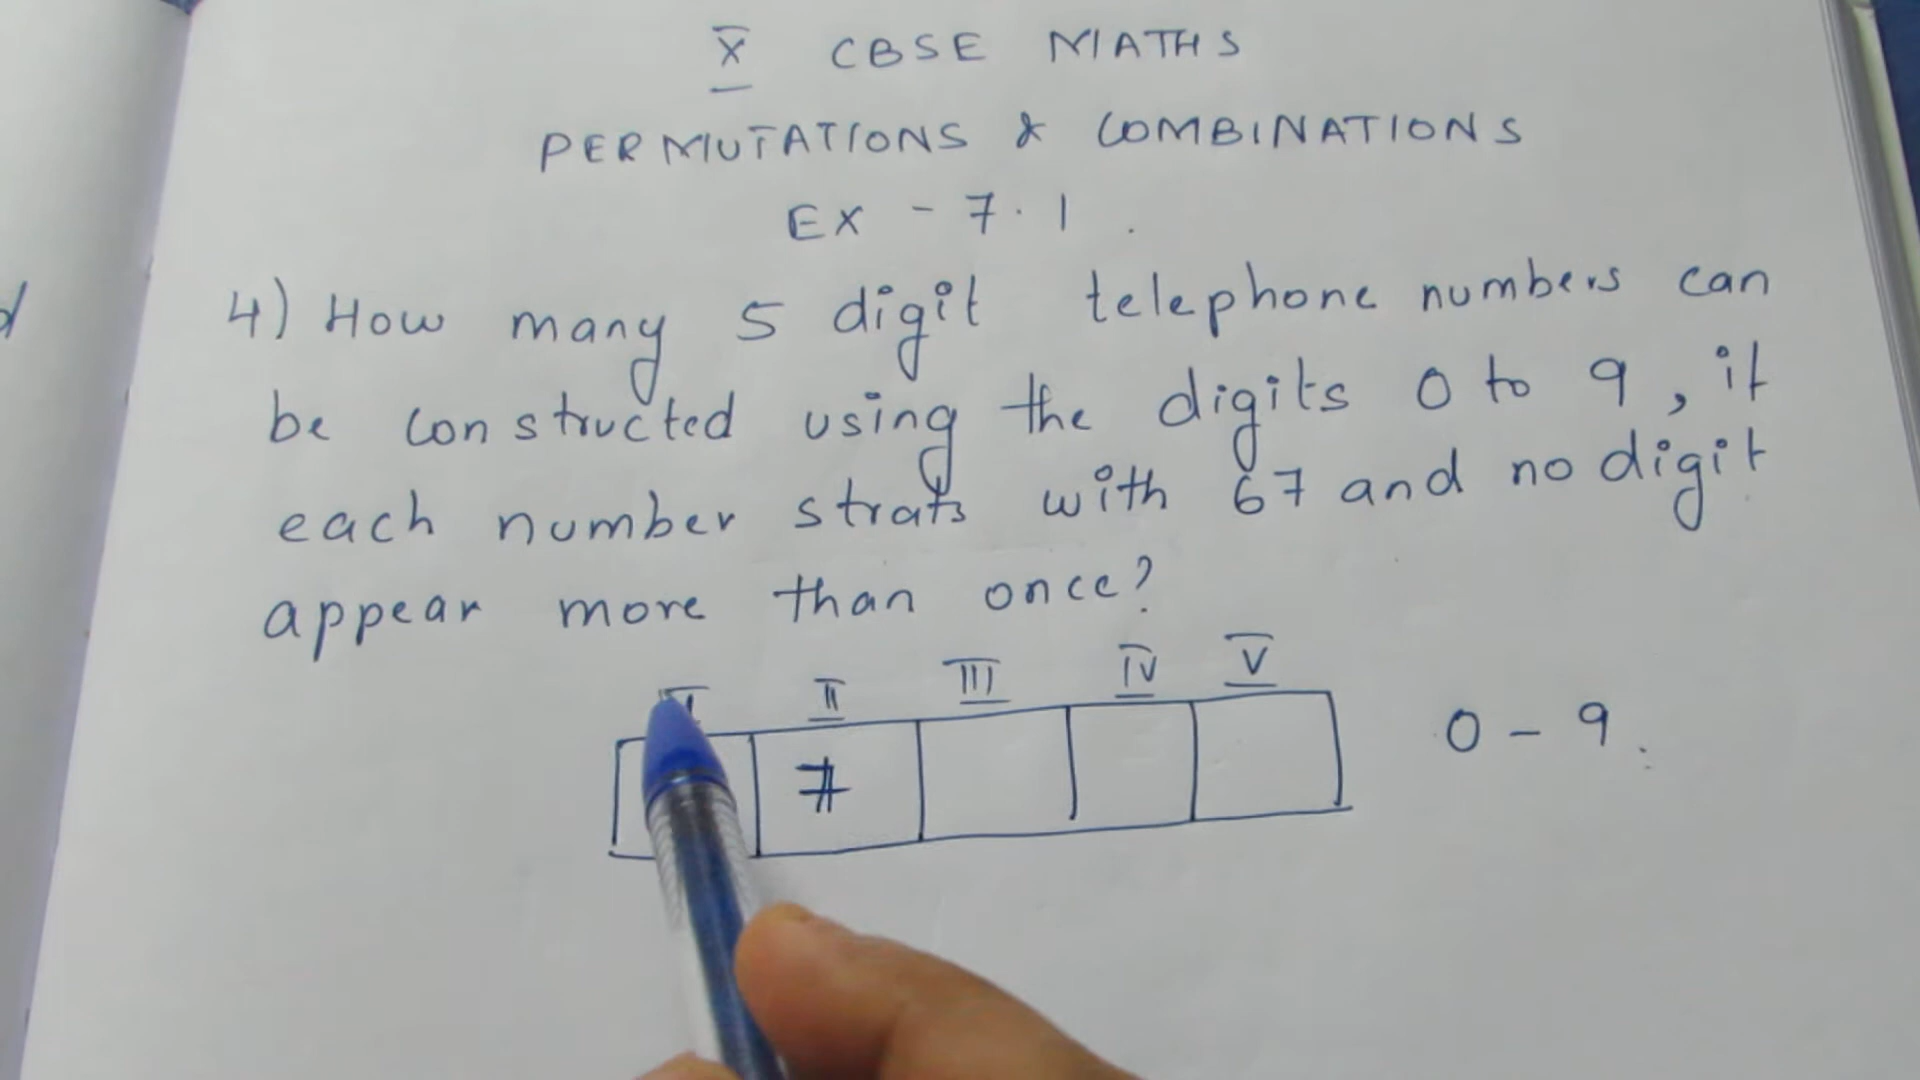 X CBSE MATHS
PERMUTATIONS & COMBINATIONS
EX - 7.1.
4) How many 5 digit telephone numbers can
be constructed using the digits 0 to 9, if
each number strats with 67 and no digit
appear more than once?
I II III IV V
7 0 - 9.